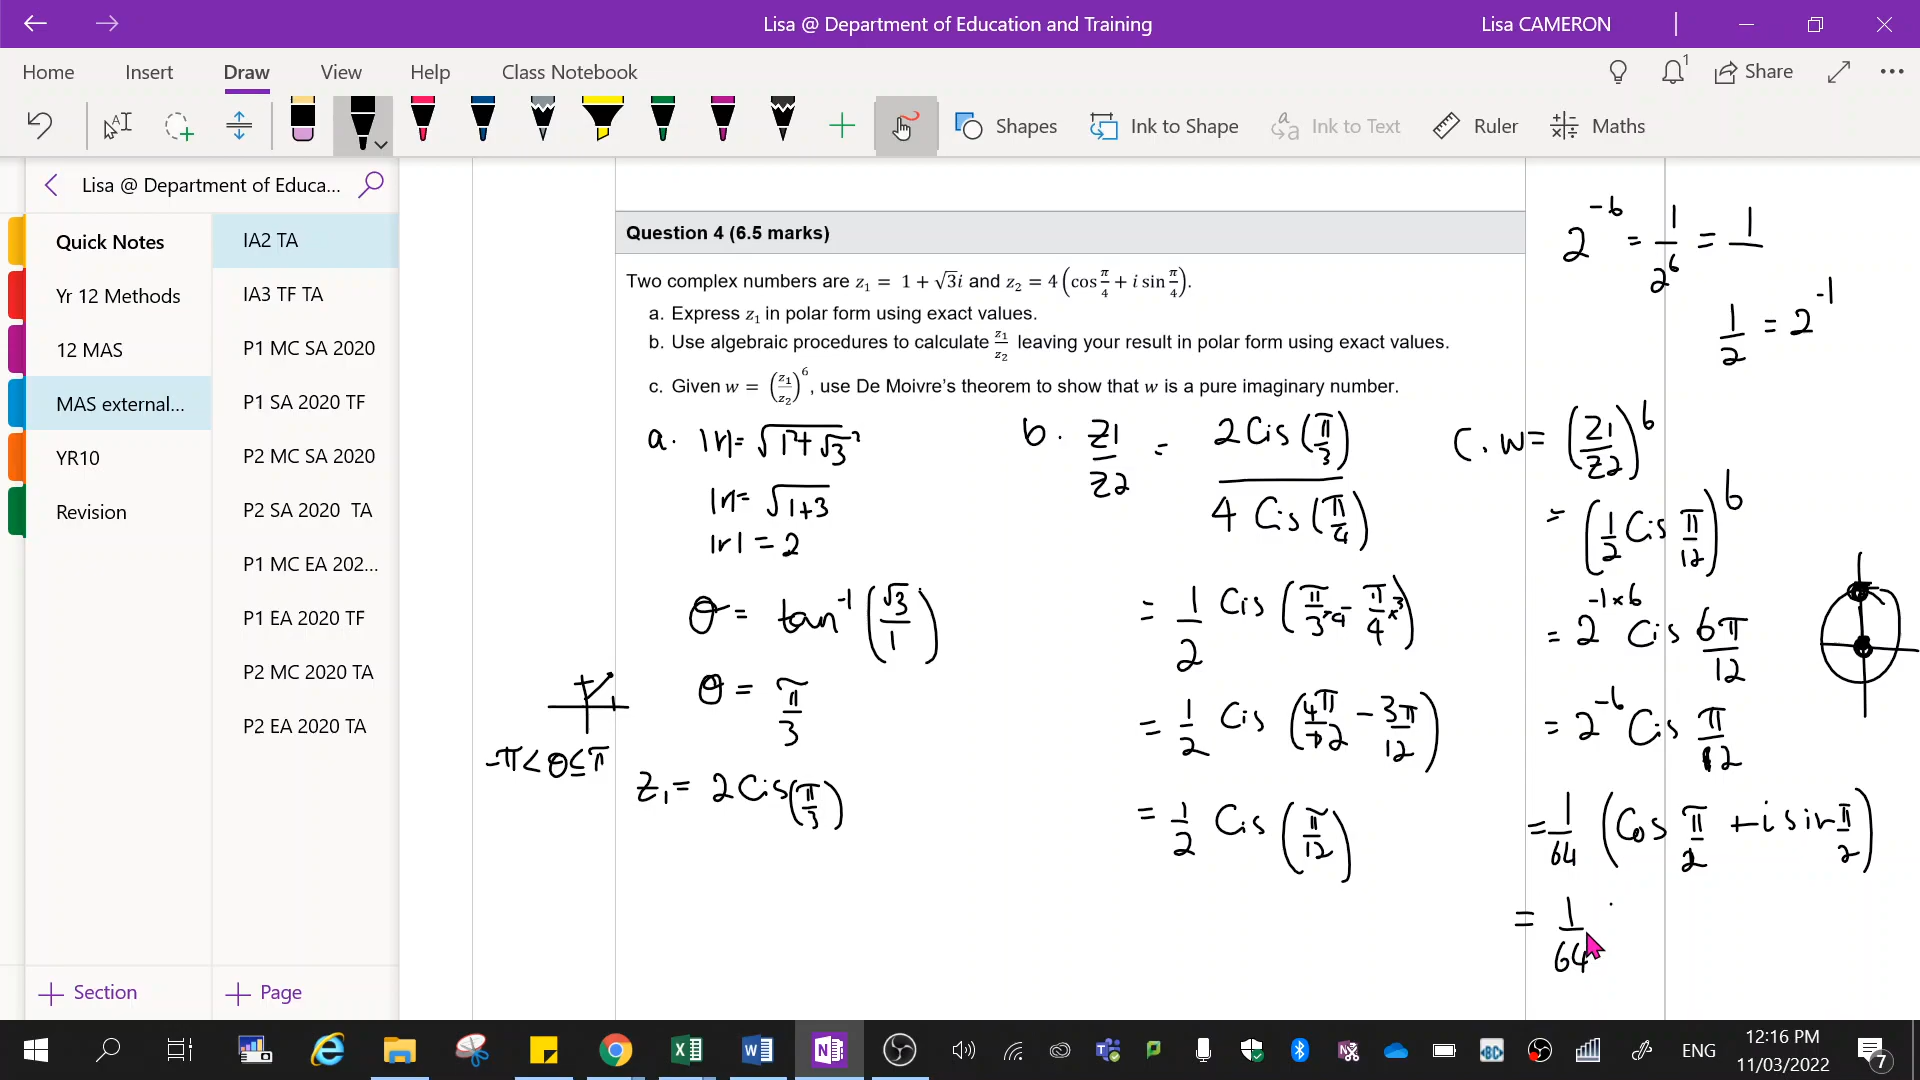 Lisa @ Department of Education and Training
Lisa CAMERON
Home Insert Draw View Help Class Notebook
1
Share
Shapes Ink to Shape Ink to Text Ruler Maths
Lisa @ Department of Educa...
Quick Notes
Yr 12 Methods
12 MAS
MAS external...
YR10
Revision
IA2 TA
IA3 TF TA
P1 MC SA 2020
P1 SA 2020 TF
P2 MC SA 2020
P2 SA 2020 TA
P1 MC EA 202...
P1 EA 2020 TF
P2 MC 2020 TA
P2 EA 2020 TA
Section
Page
Question 4 (6.5 marks)
Two complex numbers are z₁ = 1 + √3i and z₂ = 4 (cos π/4 + i sin π/4).
a. Express z₁ in polar form using exact values.
b. Use algebraic procedures to calculate z₁/z₂ leaving your result in polar form using exact values.
c. Given w = (z₁/z₂)⁶, use De Moivre's theorem to show that w is a pure imaginary number.
a. |r| = √1+√3²
|r| = √1+3
|r| = 2
θ = tan⁻¹ (√3/1)
θ = π/3
-π < θ ≤ π
z₁ = 2 Cis (π/3)
b. z1/z2 = 2 Cis (π/3) / 4 Cis (π/4)
= 1/2 Cis (π/3 ×4 - π/4 ×3)
= 1/2 Cis (4π/12 - 3π/12)
= 1/2 Cis (π/12)
2⁻⁶ = 1/2⁶ = 1
1/2 = 2⁻¹
C. w = (z1/z2)⁶
= (1/2 Cis π/12)⁶
= 2⁻¹ˣ⁶ Cis 6π/12
= 2⁻⁶ Cis π/2
= 1/64 (Cos π/2 + i sin π/2)
= 1/64
ENG
12:16 PM
11/03/2022
7